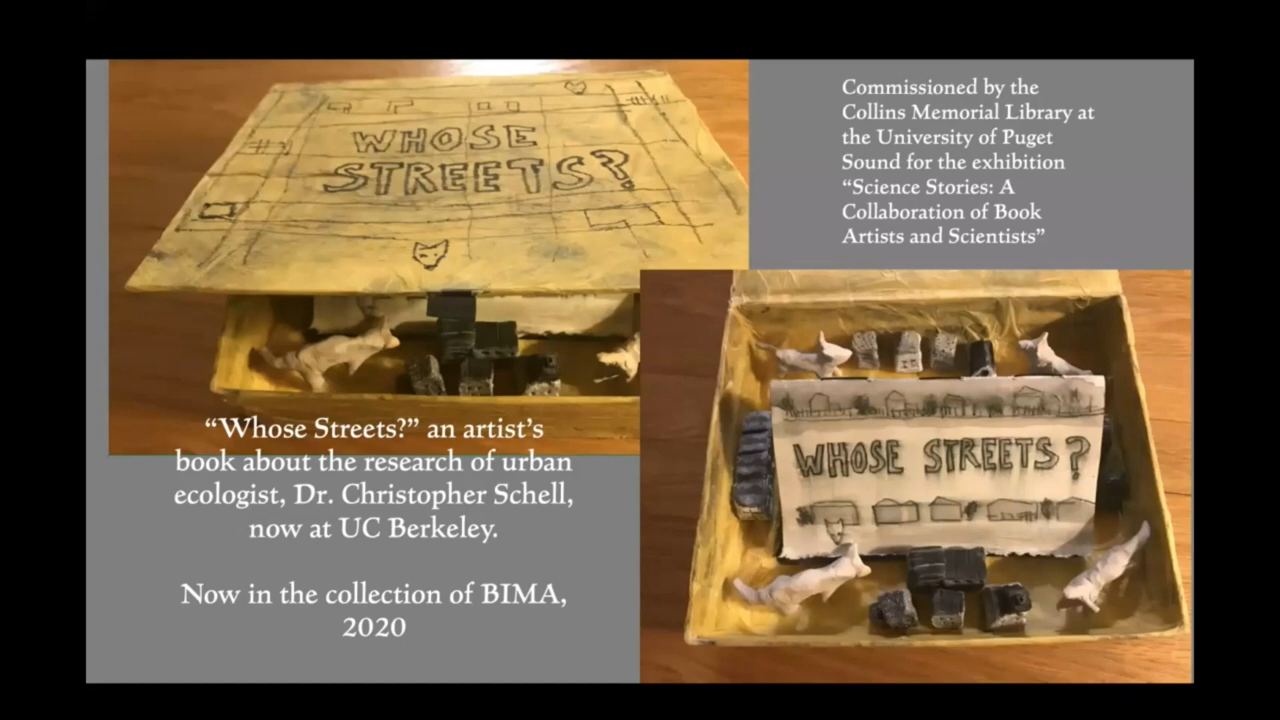 WHOSE
STREETS?
Commissioned by the
Collins Memorial Library at
the University of Puget
Sound for the exhibition
“Science Stories: A
Collaboration of Book
Artists and Scientists”
WHOSE STREETS?
“Whose Streets?” an artist’s
book about the research of urban
ecologist, Dr. Christopher Schell,
now at UC Berkeley.
Now in the collection of BIMA,
2020